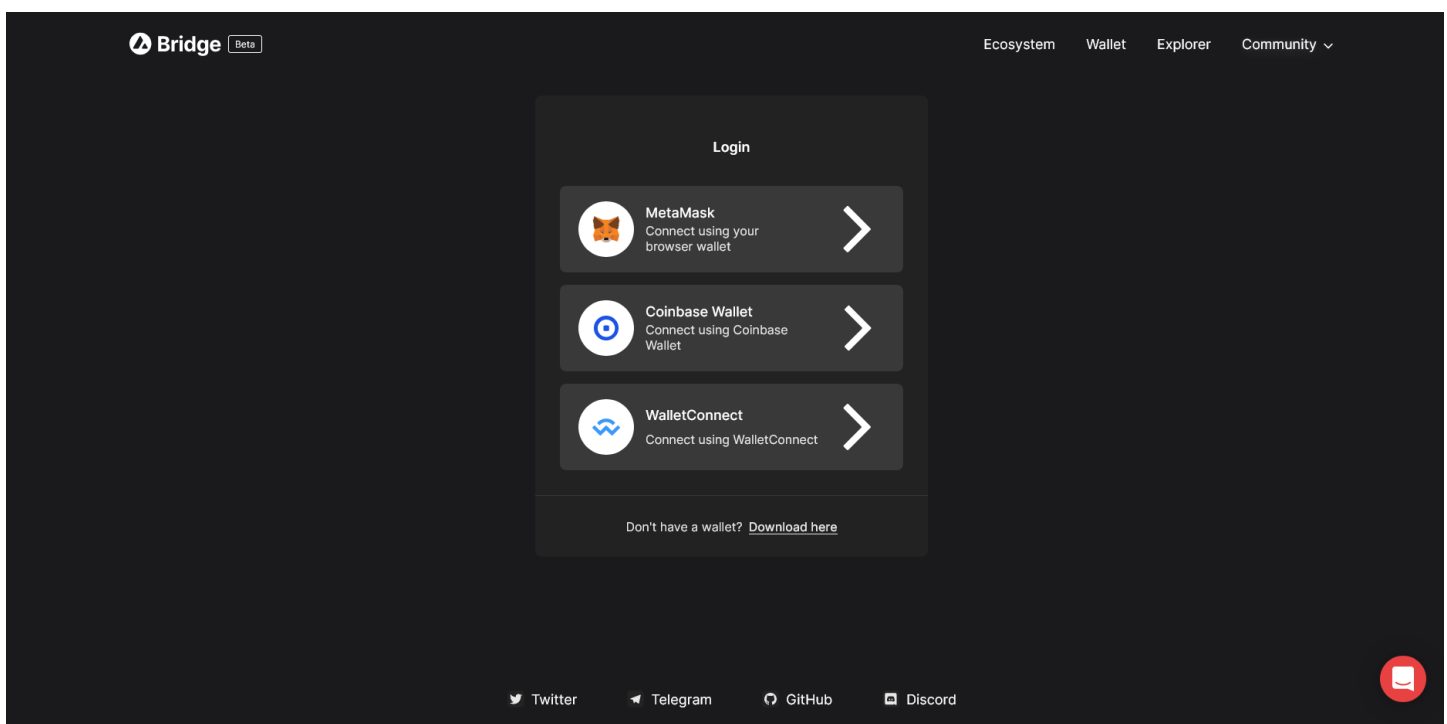 Bridge Beta
Ecosystem Wallet Explorer Community
Login
MetaMask
Connect using your
browser wallet
Coinbase Wallet
Connect using Coinbase
Wallet
WalletConnect
Connect using WalletConnect
Don't have a wallet? Download here
Twitter Telegram GitHub Discord